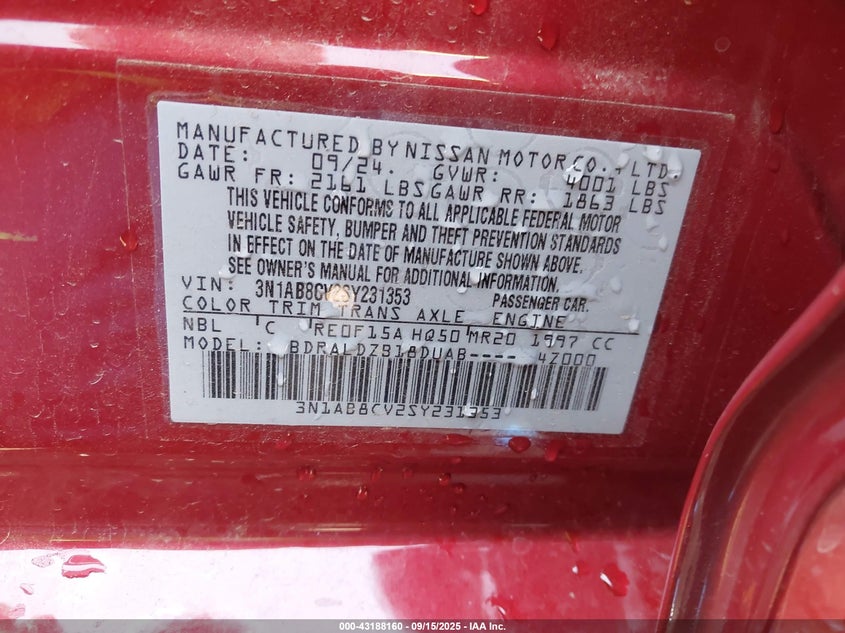 MANUFACTURED BY NISSAN MOTOR CO., LTD.
DATE: 09/24. GVWR: 4001 LBS
GAWR FR: 2161 LBS GAWR RR: 1863 LBS
THIS VEHICLE CONFORMS TO ALL APPLICABLE FEDERAL MOTOR
VEHICLE SAFETY, BUMPER AND THEFT PREVENTION STANDARDS
IN EFFECT ON THE DATE OF MANUFACTURE SHOWN ABOVE.
SEE OWNER'S MANUAL FOR ADDITIONAL INFORMATION.
VIN: 3N1AB8CV2SY231353 PASSENGER CAR.
COLOR TRIM TRANS AXLE ENGINE
NBL C RE0F15A HQ50 MR20 1997 CC
MODEL: BDRALDZB18DUAB---- 4Z000
3N1AB8CV2SY231353
000-43188160 - 09/15/2025 - IAA Inc.